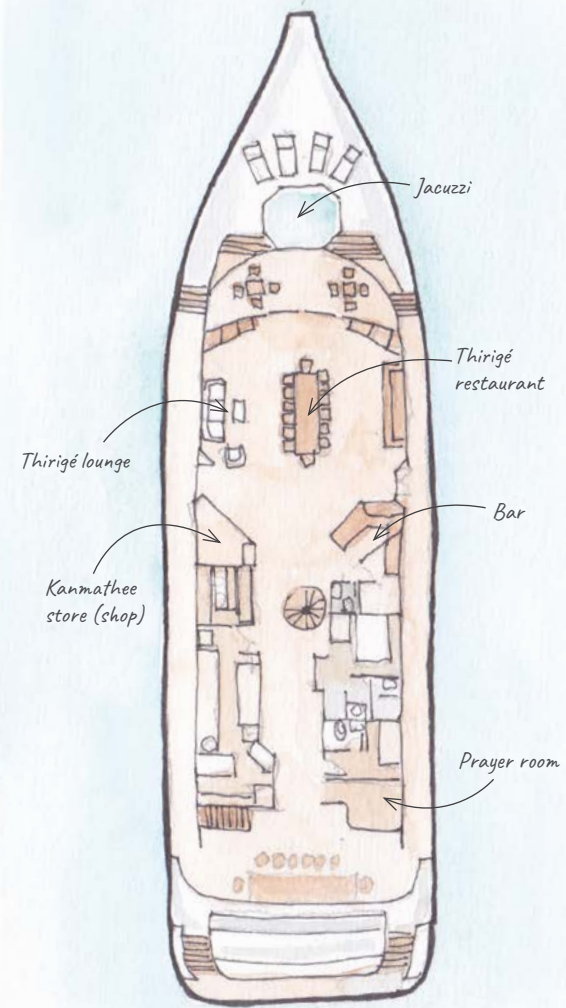 Jacuzzi
Thirigé
restaurant
Thirigé lounge
Bar
Kanmathee
store (shop)
Prayer room